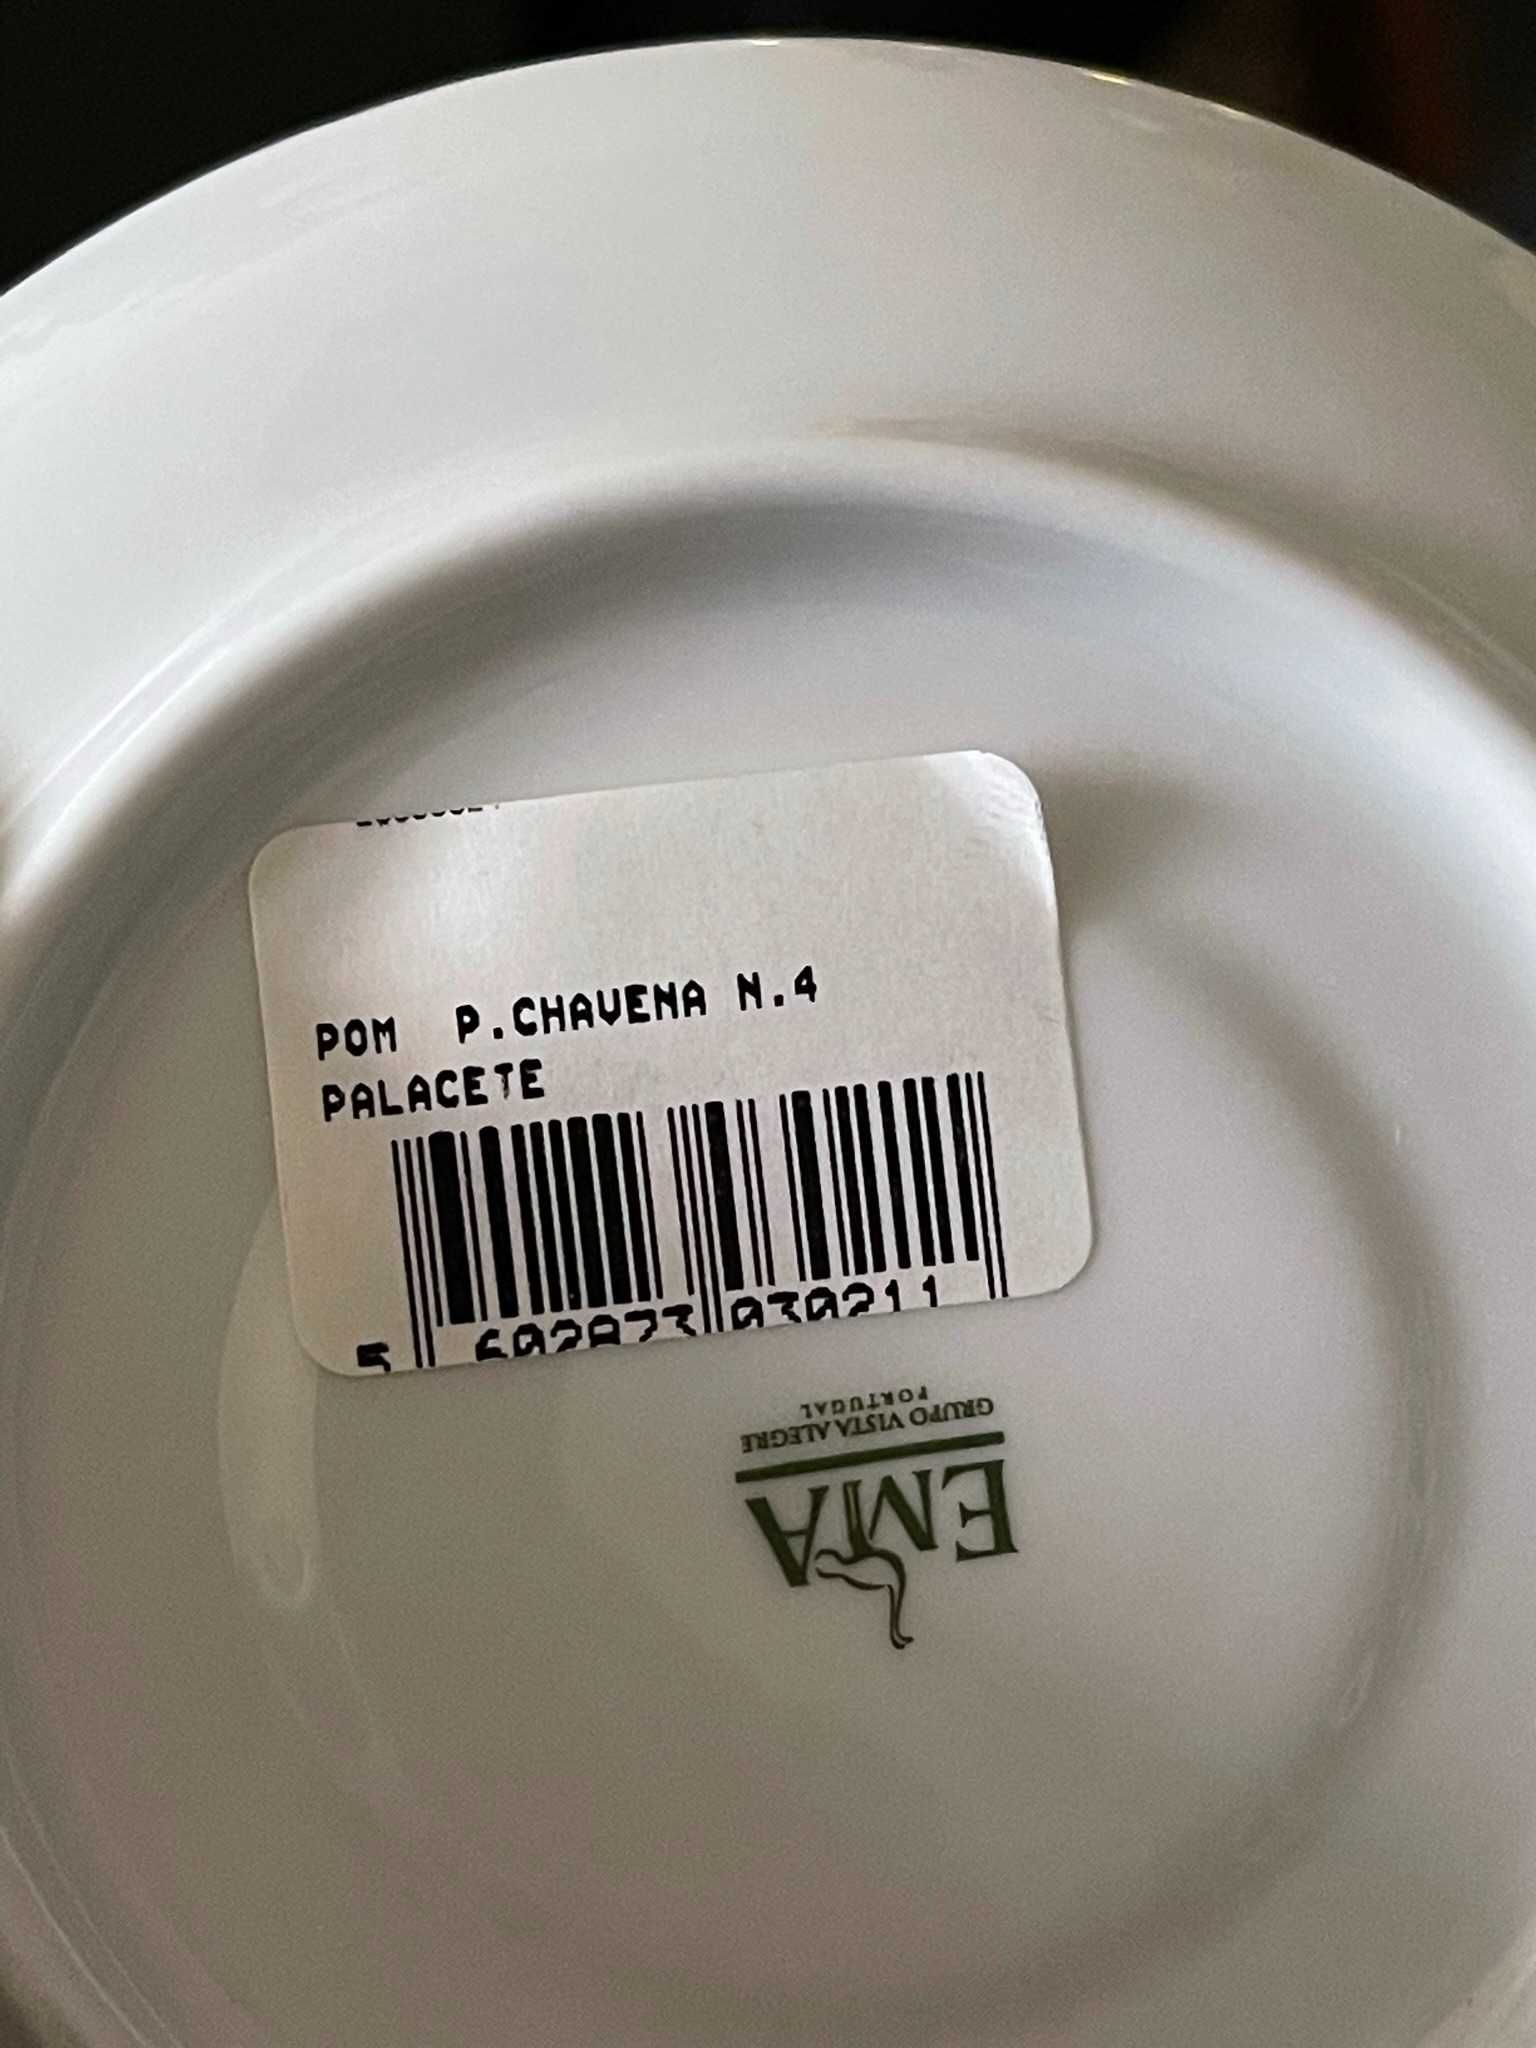 POM P.CHAVENA N.4
PALACETE
5 602873 030211
EMA
GRUPO VISTA ALEGRE
PORTUGAL